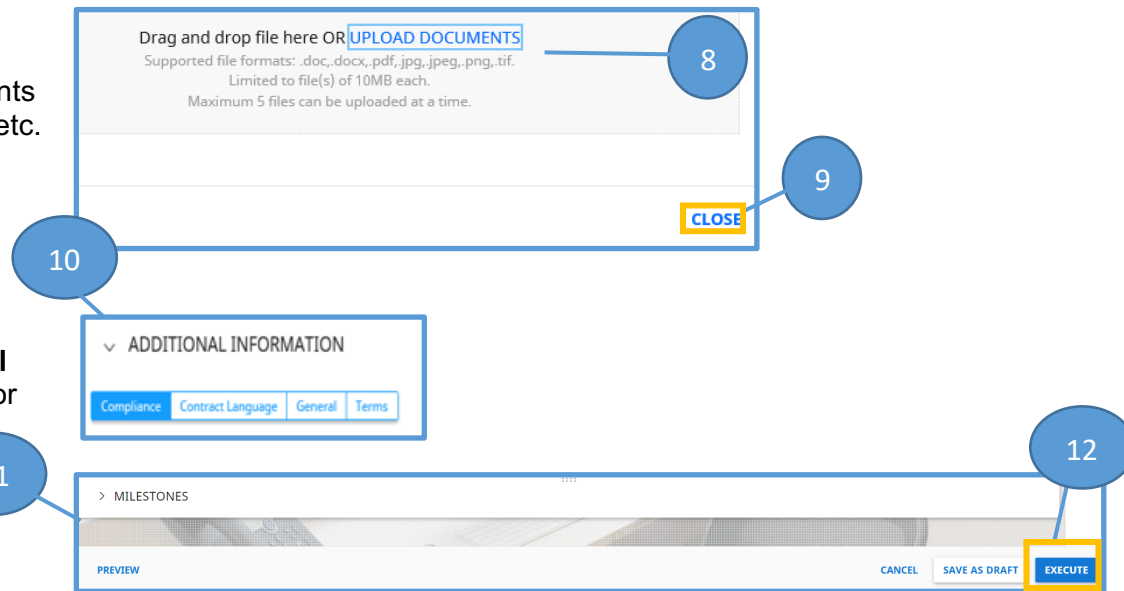 Drag and drop file here OR UPLOAD DOCUMENTS
Supported file formats: .doc,.docx,.pdf,.jpg,.jpeg,.png,.tif.
Limited to file(s) of 10MB each.
Maximum 5 files can be uploaded at a time.
8
etc.
9
CLOSE
10
ADDITIONAL INFORMATION
or
Compliance Contract Language General Terms
12
MILESTONES
PREVIEW CANCEL SAVE AS DRAFT EXECUTE